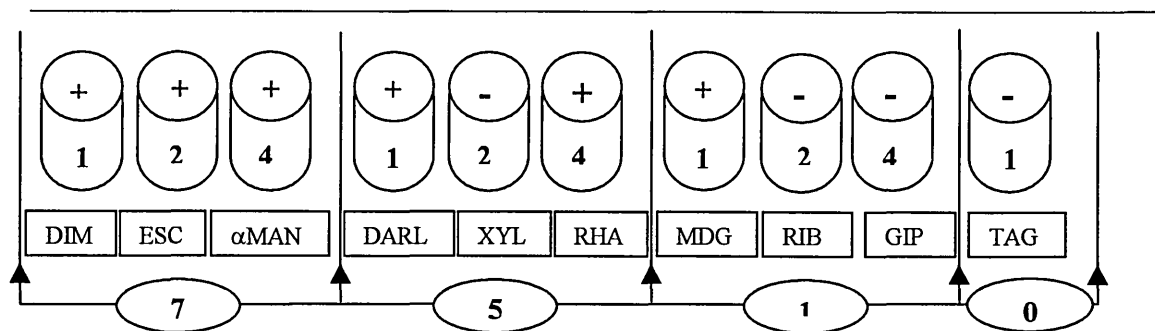 + + + + - + + - - -
1 2 4 1 2 4 1 2 4 1
DIM ESC αMAN DARL XYL RHA MDG RIB GIP TAG
7 5 1 0